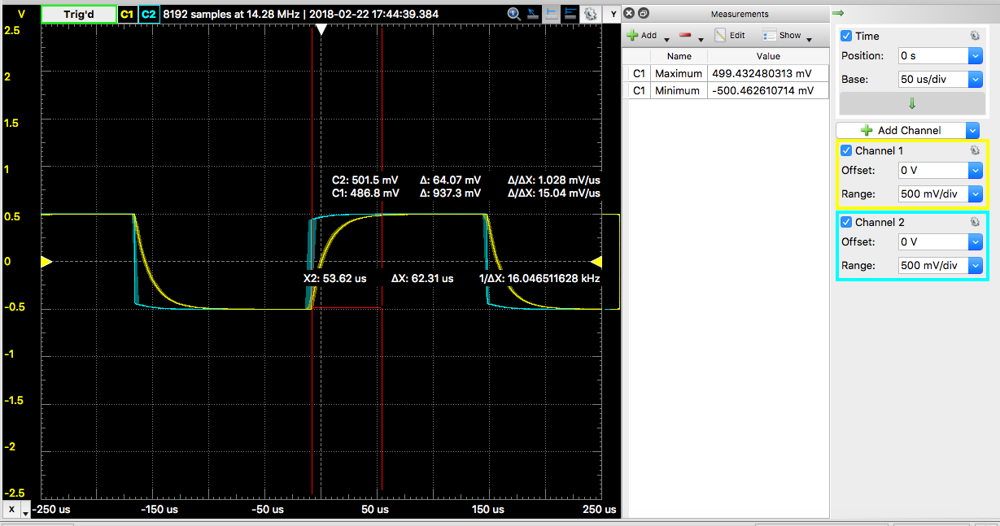 V Trig'd C1 C2 8192 samples at 14.28 MHz | 2018-02-22 17:44:39.384 Y
2.5
2
1.5
1
0.5
0
-0.5
-1
-1.5
-2
-2.5
C2: 501.5 mV Δ: 64.07 mV Δ/ΔX: 1.028 mV/us
C1: 486.8 mV Δ: 937.3 mV Δ/ΔX: 15.04 mV/us
X2: 53.62 us ΔX: 62.31 us 1/ΔX: 16.046511628 kHz
X -250 us -150 us -50 us 50 us 150 us 250 us
Measurements
Add Edit Show
Name Value
C1 Maximum 499.432480313 mV
C1 Minimum -500.462610714 mV
Time
Position: 0 s
Base: 50 us/div
Add Channel
Channel 1
Offset: 0 V
Range: 500 mV/div
Channel 2
Offset: 0 V
Range: 500 mV/div